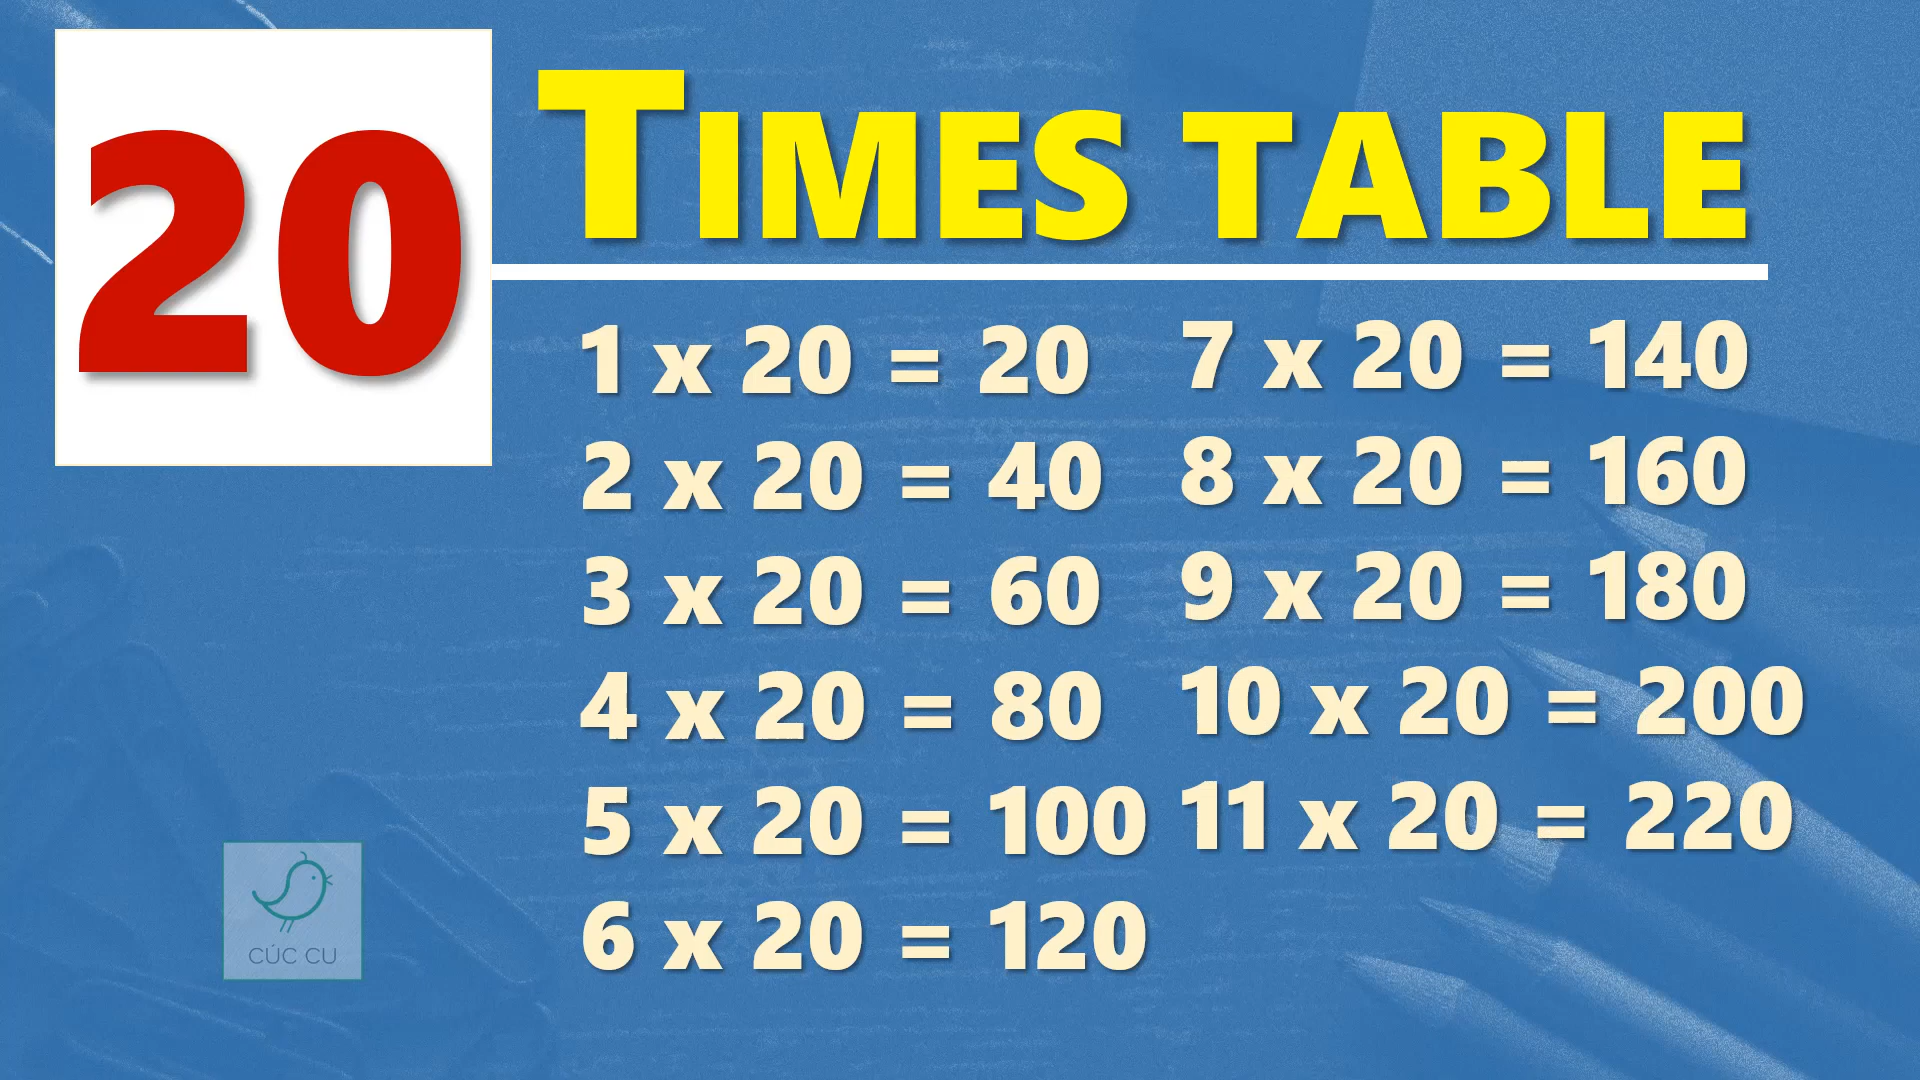 20
TIMES TABLE
1 x 20 = 20
2 x 20 = 40
3 x 20 = 60
4 x 20 = 80
5 x 20 = 100
6 x 20 = 120
7 x 20 = 140
8 x 20 = 160
9 x 20 = 180
10 x 20 = 200
11 x 20 = 220
CÚC CU